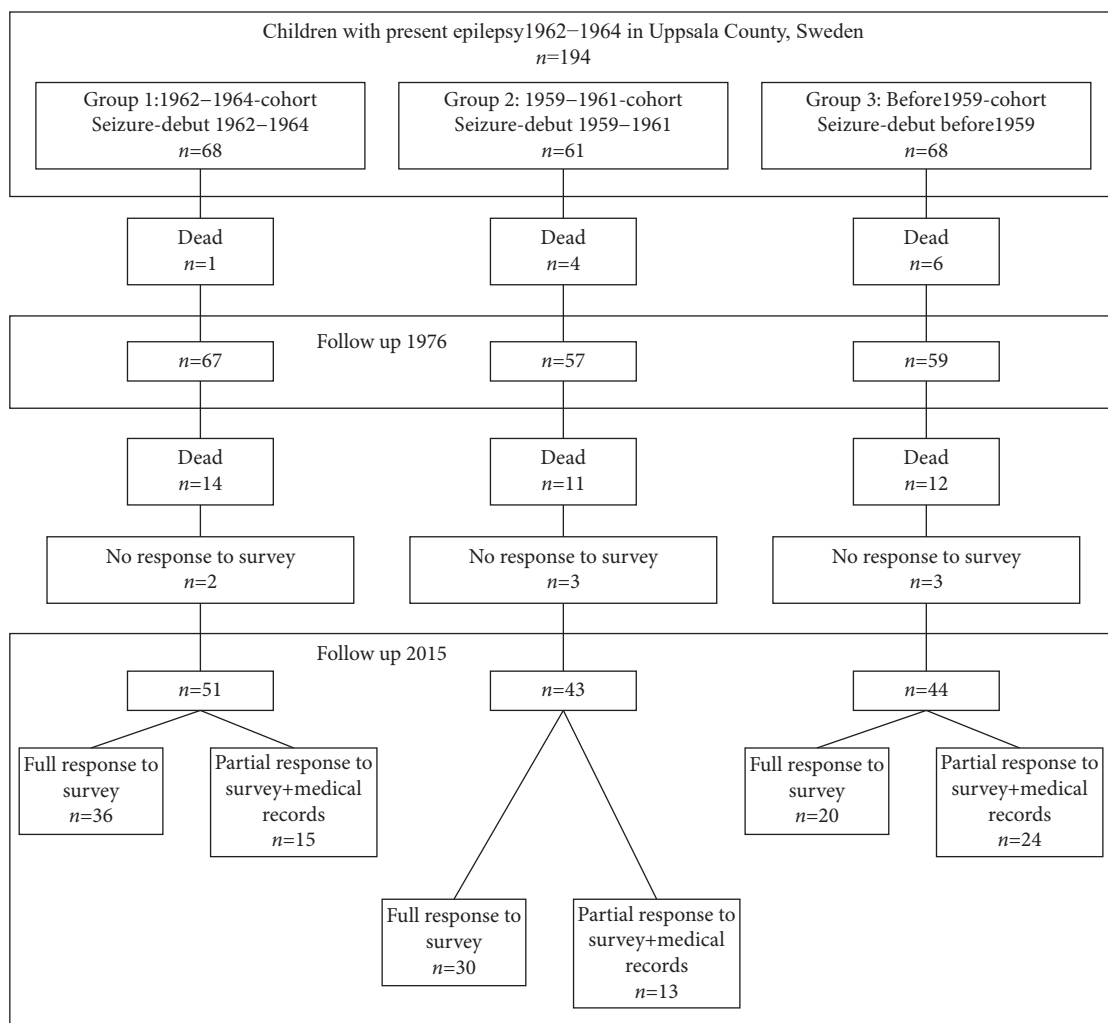 Children with present epilepsy1962−1964 in Uppsala County, Sweden
n=194
Group 1:1962−1964-cohort
Seizure-debut 1962−1964
n=68
Group 2: 1959−1961-cohort
Seizure-debut 1959−1961
n=61
Group 3: Before1959-cohort
Seizure-debut before1959
n=68
Dead
n=1
Dead
n=4
Dead
n=6
Follow up 1976
n=67
n=57
n=59
Dead
n=14
Dead
n=11
Dead
n=12
No response to survey
n=2
No response to survey
n=3
No response to survey
n=3
Follow up 2015
n=51
n=43
n=44
Full response to
survey
n=36
Partial response to
survey+medical
records
n=15
Full response to
survey
n=30
Partial response to
survey+medical
records
n=13
Full response to
survey
n=20
Partial response to
survey+medical
records
n=24